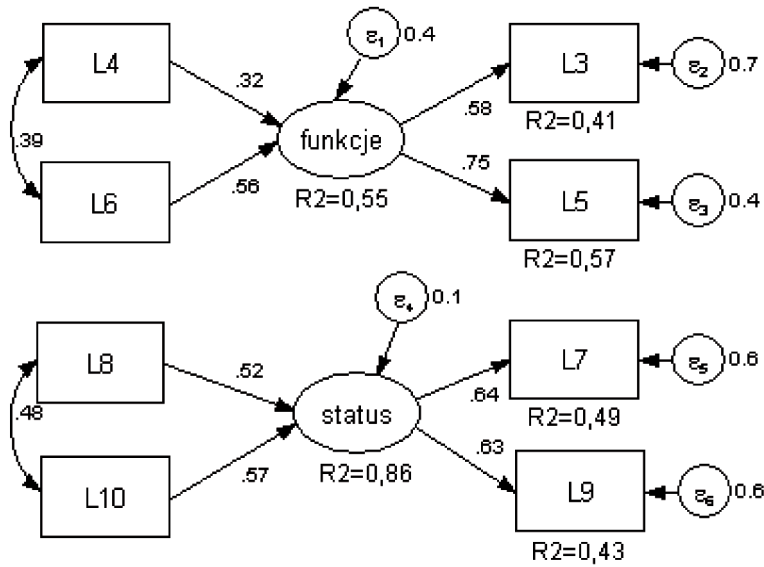 L4
ε1 0.4
L3
ε2 0.7
.32
.58
R2=0,41
.39
funkcje
.56
R2=0,55
.75
L6
L5
ε3 0.4
R2=0,57
ε4 0.1
L8
.52
L7
ε5 0.6
.64
R2=0,49
.48
status
.57
R2=0,86
.63
L10
L9
ε6 0.6
R2=0,43